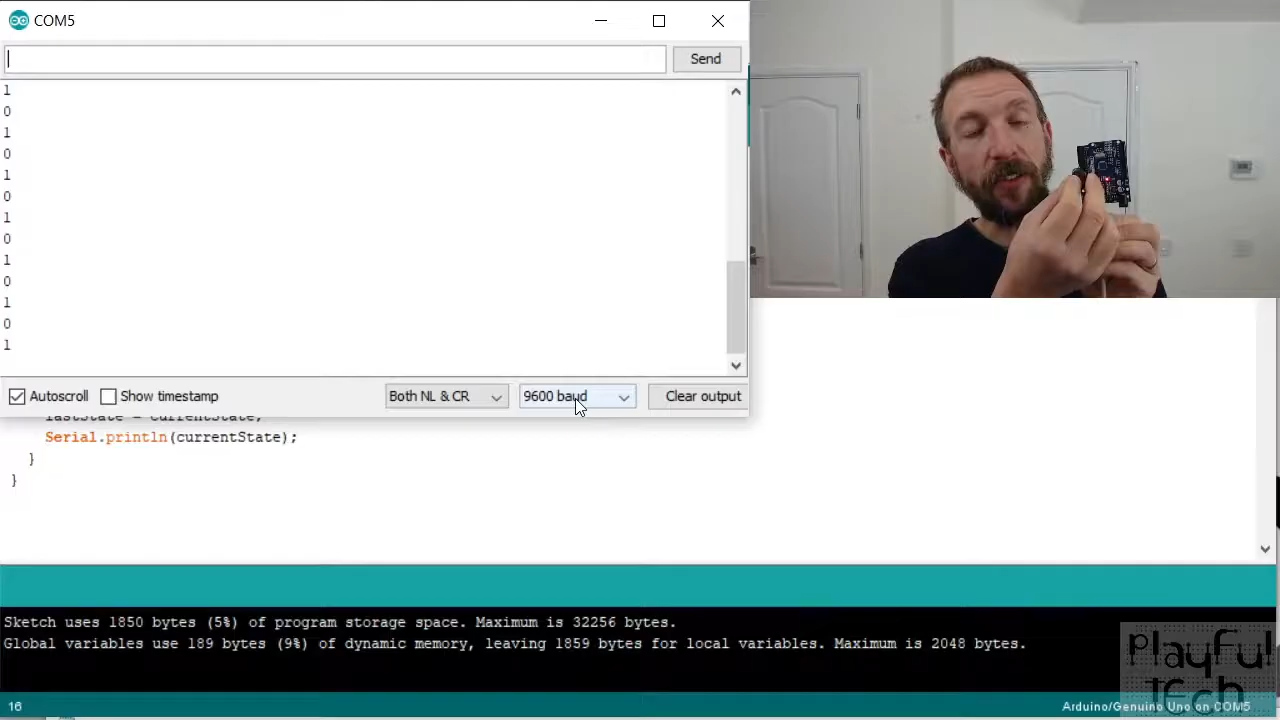 COM5
Send
1
0
1
0
1
0
1
0
1
0
1
0
1
Autoscroll
Show timestamp
Both NL & CR
9600 baud
Clear output
lastState = currentState;
Serial.println(currentState);
}
}
Sketch uses 1850 bytes (5%) of program storage space. Maximum is 32256 bytes.
Global variables use 189 bytes (9%) of dynamic memory, leaving 1859 bytes for local variables. Maximum is 2048 bytes.
Playful
Tech
16
Arduino/Genuino Uno on COM5